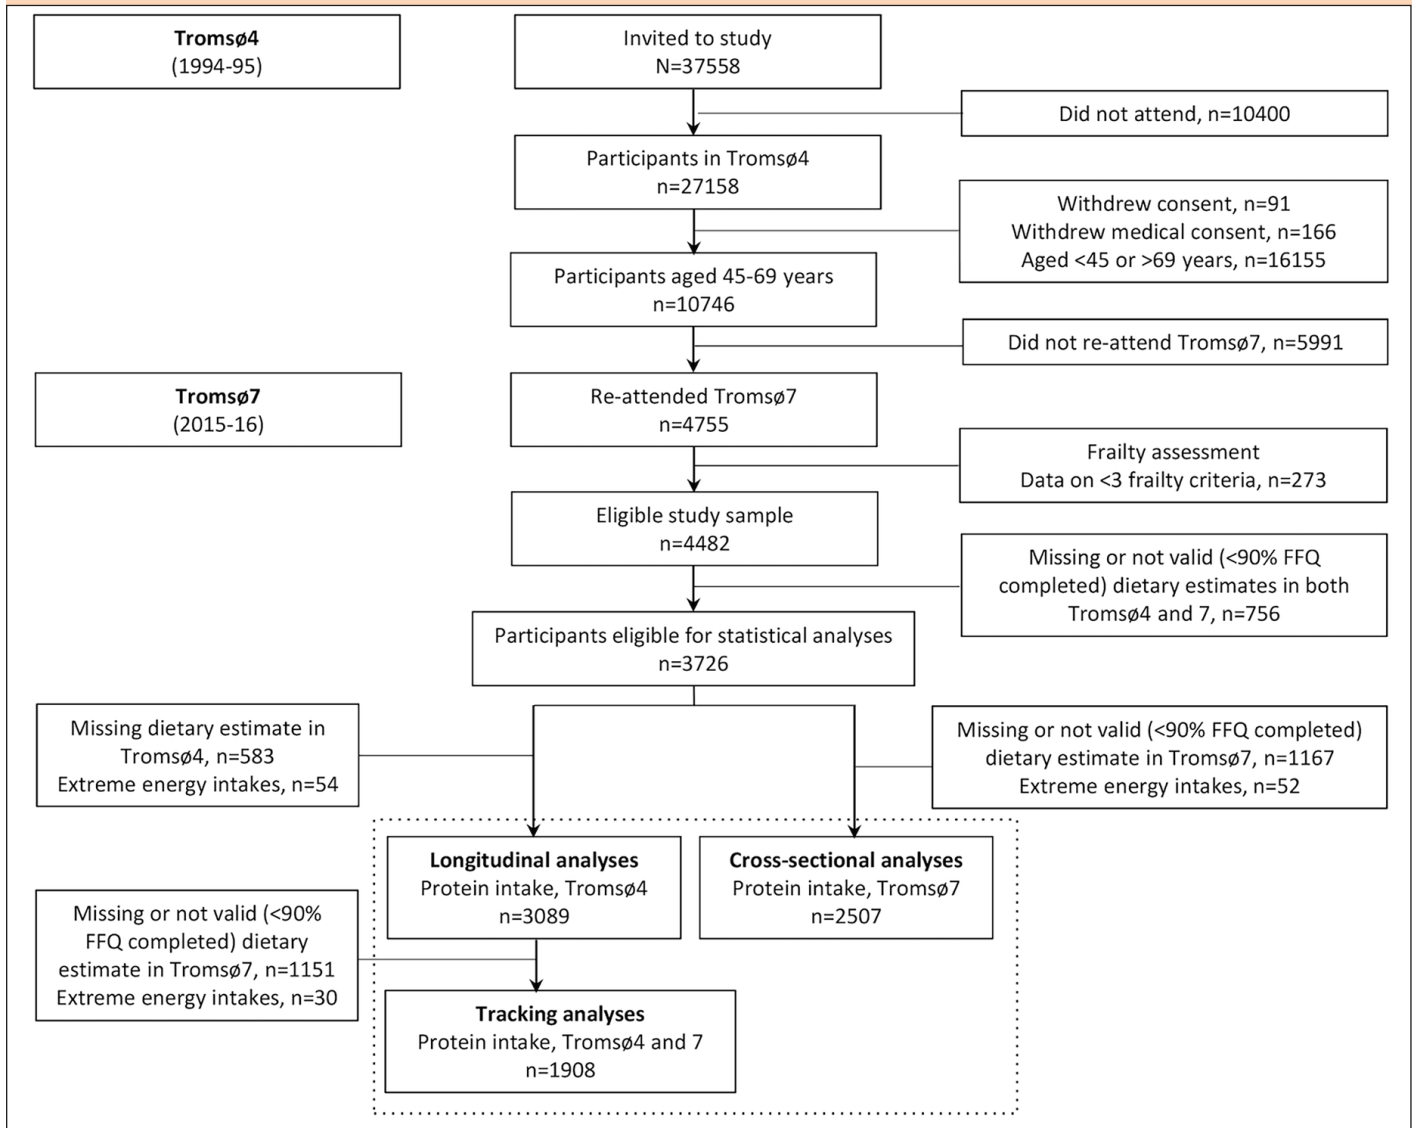 Tromsø4
(1994-95)
Invited to study
N=37558
Did not attend, n=10400
Participants in Tromsø4
n=27158
Withdrew consent, n=91
Withdrew medical consent, n=166
Aged <45 or >69 years, n=16155
Participants aged 45-69 years
n=10746
Did not re-attend Tromsø7, n=5991
Tromsø7
(2015-16)
Re-attended Tromsø7
n=4755
Frailty assessment
Data on <3 frailty criteria, n=273
Eligible study sample
n=4482
Missing or not valid (<90% FFQ
completed) dietary estimates in both
Tromsø4 and 7, n=756
Participants eligible for statistical analyses
n=3726
Missing dietary estimate in
Tromsø4, n=583
Extreme energy intakes, n=54
Missing or not valid (<90% FFQ completed)
dietary estimate in Tromsø7, n=1167
Extreme energy intakes, n=52
Longitudinal analyses
Protein intake, Tromsø4
n=3089
Cross-sectional analyses
Protein intake, Tromsø7
n=2507
Missing or not valid (<90%
FFQ completed) dietary
estimate in Tromsø7, n=1151
Extreme energy intakes, n=30
Tracking analyses
Protein intake, Tromsø4 and 7
n=1908